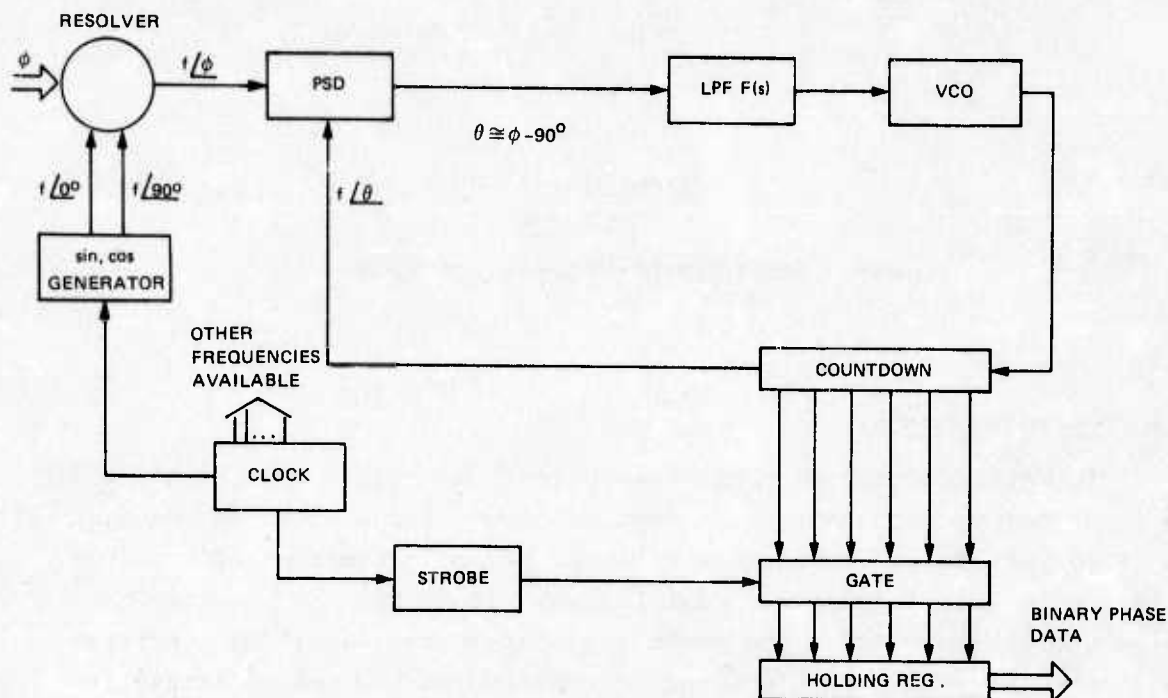 RESOLVER
ϕ
f∠ϕ
PSD
LPF F(s)
VCO
θ ≅ ϕ -90°
f∠0°
f∠90°
f∠θ
sin, cos
GENERATOR
OTHER
FREQUENCIES
AVAILABLE
...
COUNTDOWN
CLOCK
STROBE
GATE
BINARY PHASE
DATA
HOLDING REG.